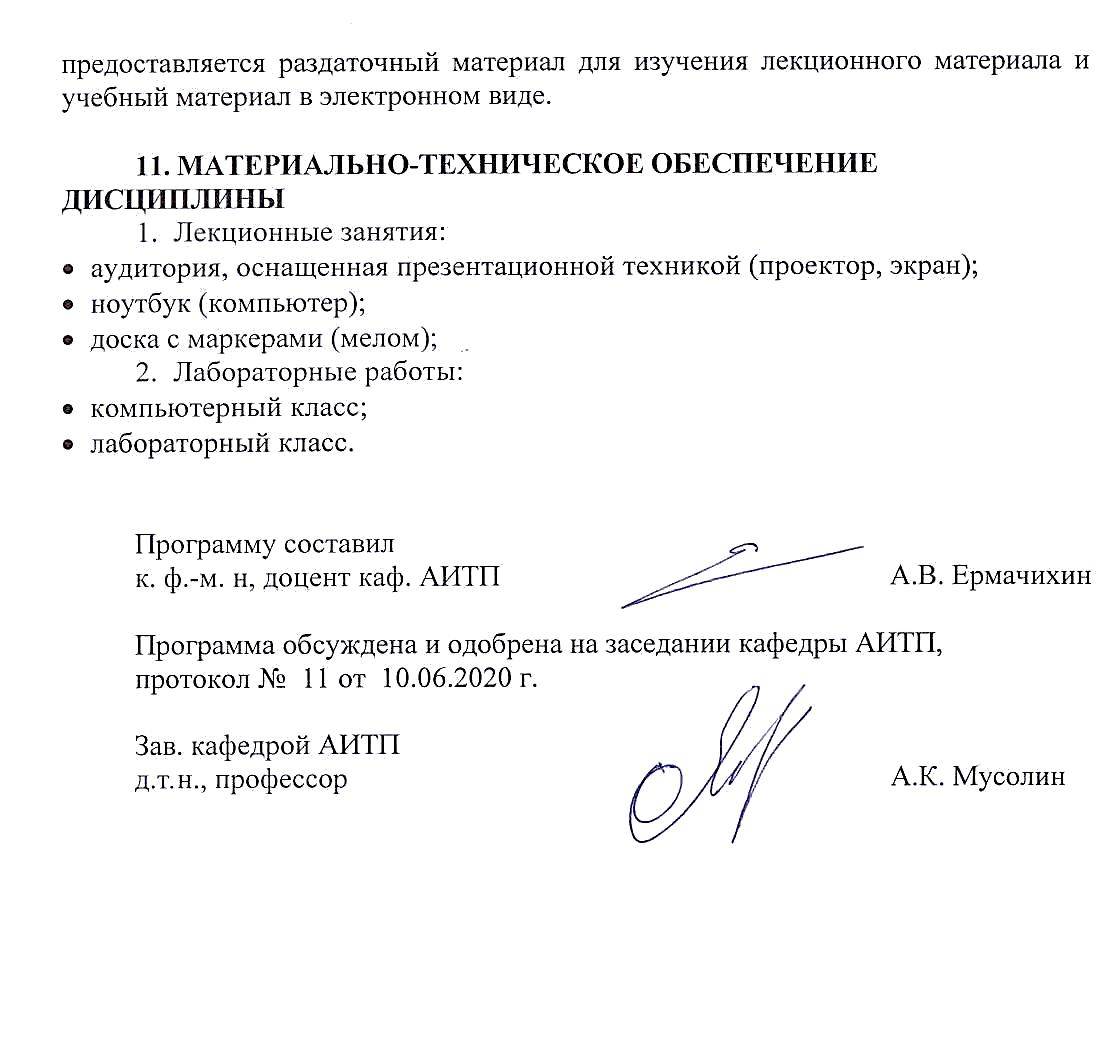 предоставляется раздаточный материал для изучения лекционного материала и
учебный материал в электронном виде.
11. МАТЕРИАЛЬНО-ТЕХНИЧЕСКОЕ ОБЕСПЕЧЕНИЕ
ДИСЦИПЛИНЫ
1. Лекционные занятия:
• аудитория, оснащенная презентационной техникой (проектор, экран);
• ноутбук (компьютер);
• доска с маркерами (мелом);
2. Лабораторные работы:
• компьютерный класс;
• лабораторный класс.
Программу составил
к. ф.-м. н, доцент каф. АИТП А.В. Ермачихин
Программа обсуждена и одобрена на заседании кафедры АИТП,
протокол № 11 от 10.06.2020 г.
Зав. кафедрой АИТП
д.т.н., профессор А.К. Мусолин